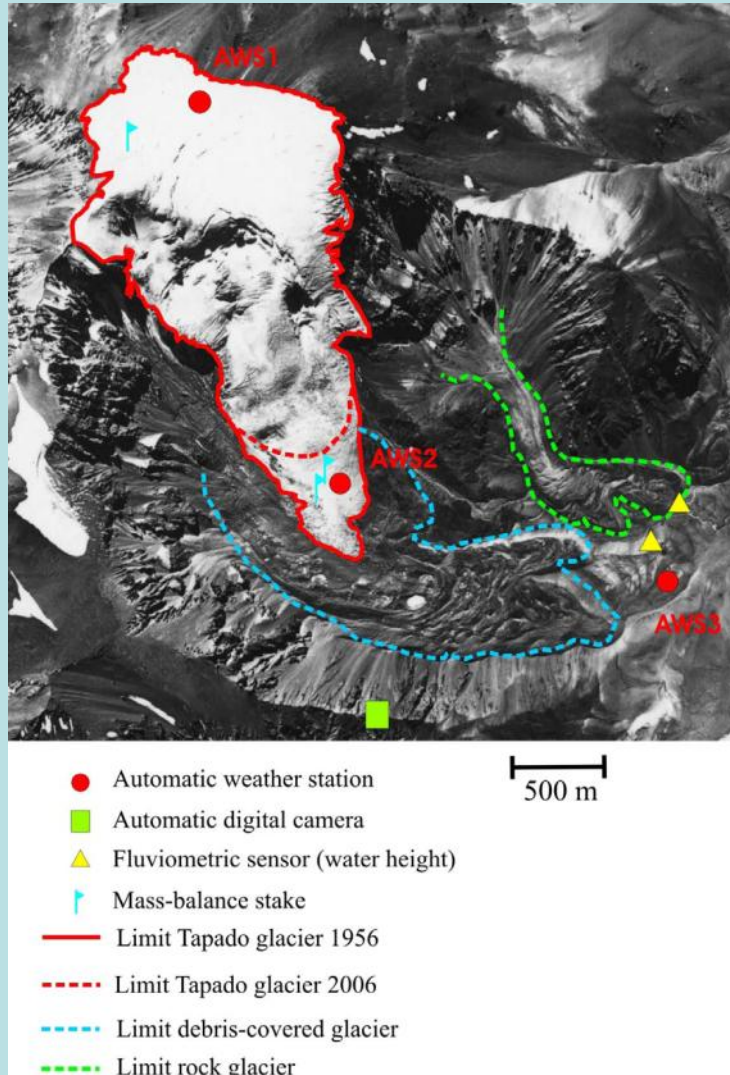 AWS1
AWS2
AWS3
500 m
Automatic weather station
Automatic digital camera
Fluviometric sensor (water height)
Mass-balance stake
Limit Tapado glacier 1956
Limit Tapado glacier 2006
Limit debris-covered glacier
Limit rock glacier